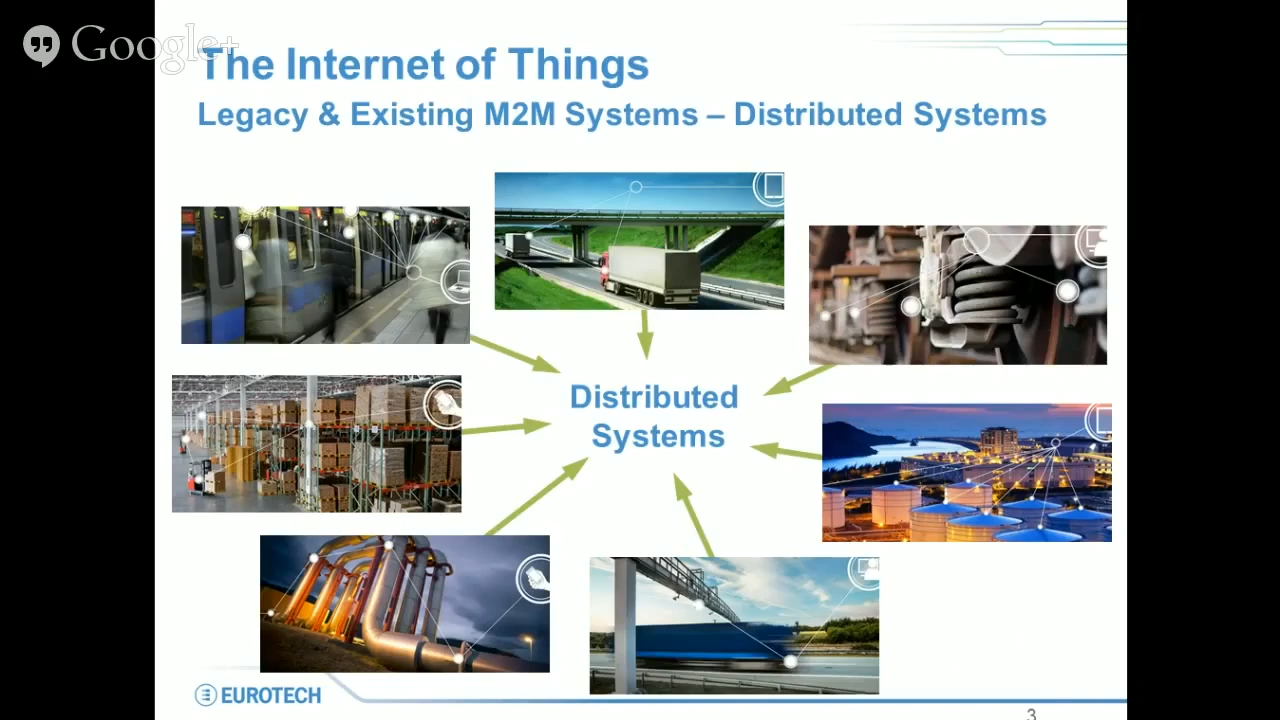 Google+
The Internet of Things
Legacy & Existing M2M Systems – Distributed Systems
Distributed
Systems
EUROTECH
3